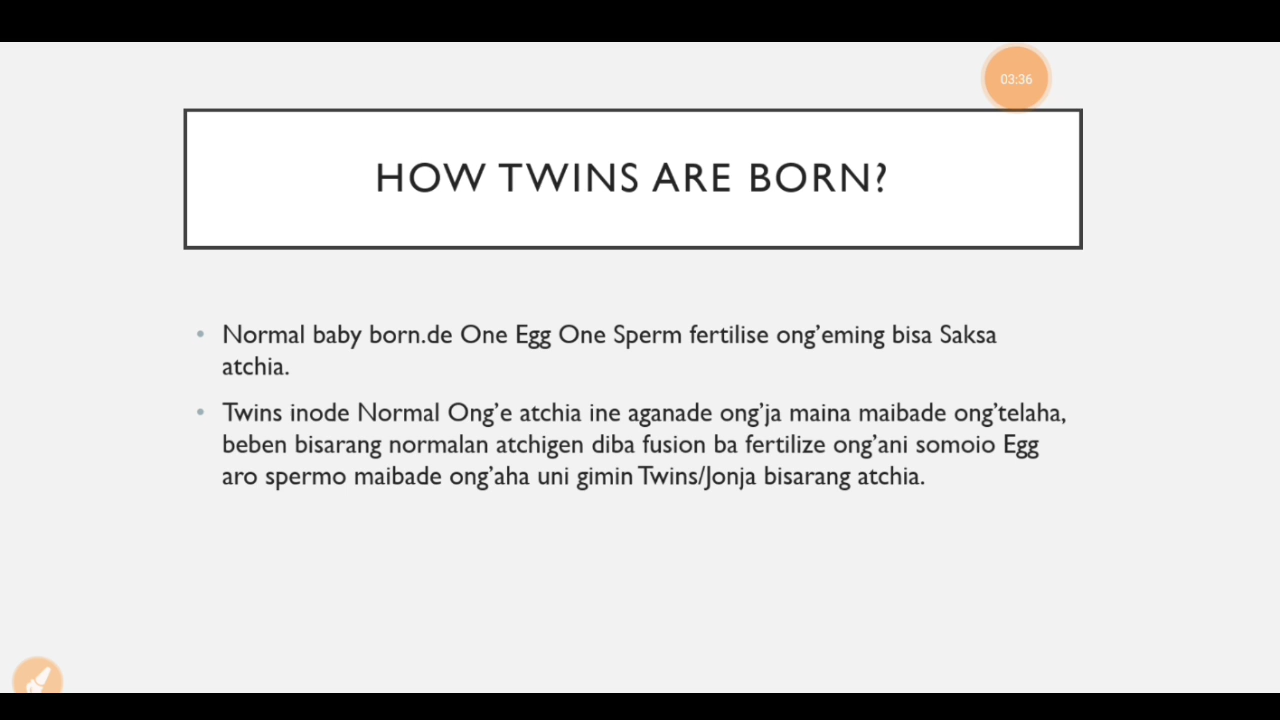 03:36
HOW TWINS ARE BORN?
• Normal baby born.de One Egg One Sperm fertilise ong’eming bisa Saksa
atchia.
• Twins inode Normal Ong’e atchia ine aganade ong’ja maina maibade ong’telaha,
beben bisarang normalan atchigen diba fusion ba fertilize ong’ani somoio Egg
aro spermo maibade ong’aha uni gimin Twins/Jonja bisarang atchia.